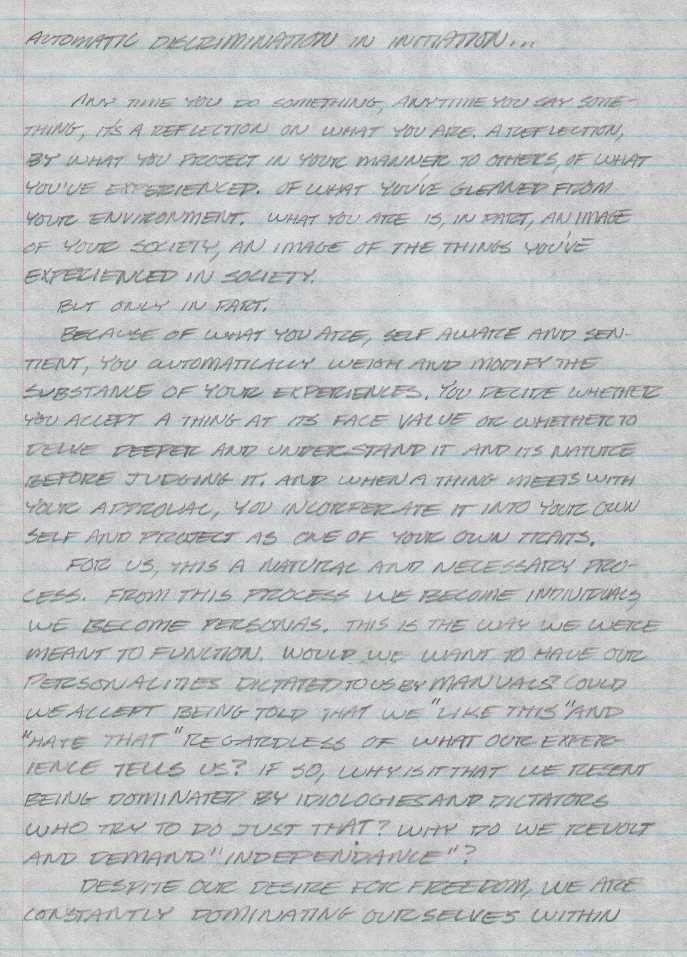 AUTOMATIC DISCRIMINATION IN INITIATION...
ANY TIME YOU DO SOMETHING, ANYTIME YOU SAY SOME-
THING, IT'S A REFLECTION ON WHAT YOU ARE. A REFLECTION,
BY WHAT YOU PROJECT IN YOUR MANNER TO OTHERS, OF WHAT
YOU'VE EXPERIENCED. OF WHAT YOU'VE GLEANED FROM
YOUR ENVIRONMENT. WHAT YOU ARE IS, IN PART, AN IMAGE
OF YOUR SOCIETY, AN IMAGE OF THE THINGS YOU'VE
EXPERIENCED IN SOCIETY.
BUT ONLY IN PART.
BECAUSE OF WHAT YOU ARE, SELF AWARE AND SEN-
TIENT, YOU AUTOMATICALLY WEIGH AND MODIFY THE
SUBSTANCE OF YOUR EXPERIENCES. YOU DECIDE WHETHER
YOU ACCEPT A THING AT ITS FACE VALUE OR WHETHER TO
DELVE DEEPER AND UNDERSTAND IT AND ITS NATURE
BEFORE JUDGING IT. AND WHEN A THING MEETS WITH
YOUR APPROVAL, YOU INCORPERATE IT INTO YOUR OWN
SELF AND PROJECT AS ONE OF YOUR OWN TRAITS.
FOR US, THIS A NATURAL AND NECESSARY PRO-
CESS. FROM THIS PROCESS WE BECOME INDIVIDUALS,
WE BECOME PERSONAS. THIS IS THE WAY WE WERE
MEANT TO FUNCTION. WOULD WE WANT TO HAVE OUR
PERSONALITIES DICTATED TO US BY MANUALS? COULD
WE ACCEPT BEING TOLD THAT WE "LIKE THIS" AND
"HATE THAT" REGARDLESS OF WHAT OUR EXPER-
IENCE TELLS US? IF SO, WHY IS IT THAT WE RESENT
BEING DOMINATED BY IDIOLOGIES AND DICTATORS
WHO TRY TO DO JUST THAT? WHY DO WE REVOLT
AND DEMAND "INDEPENDANCE"?
DESPITE OUR DESIRE FOR FREEDOM, WE ARE
CONSTANTLY DOMINATING OURSELVES WITHIN